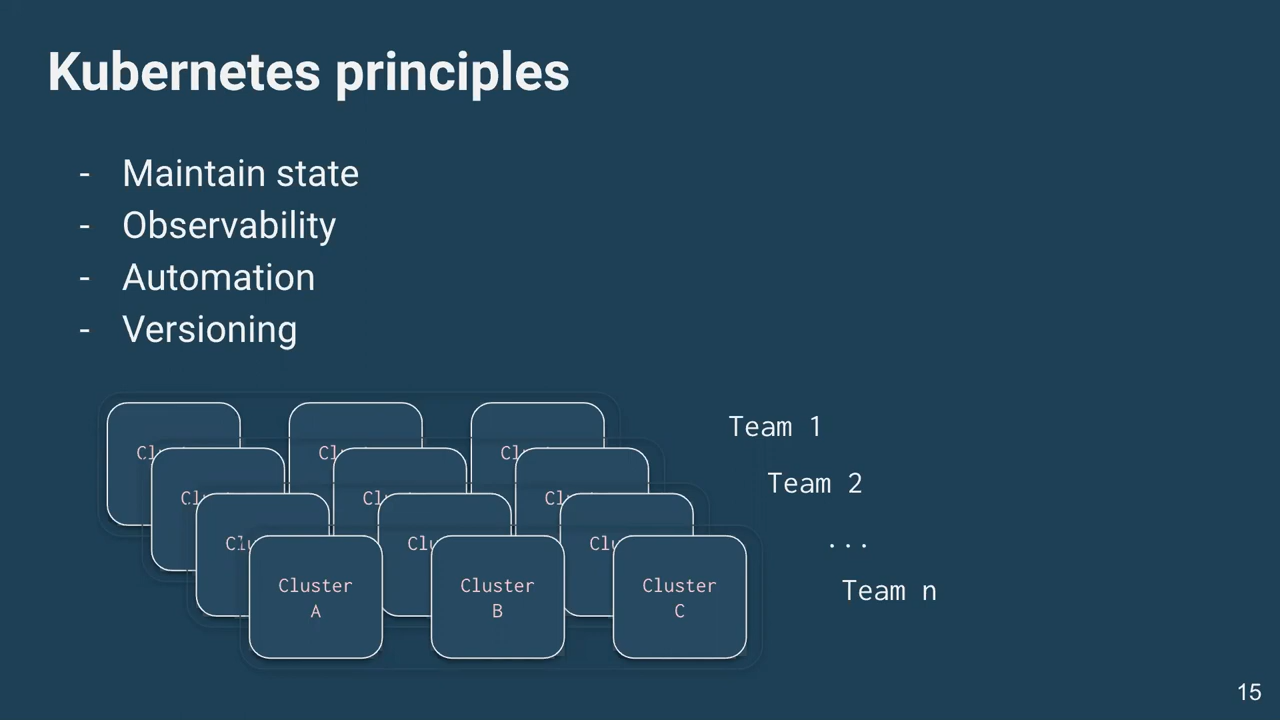 Kubernetes principles
- Maintain state
- Observability
- Automation
- Versioning
Team 1
Team 2
...
Team n
Cluster
A
Cluster
B
Cluster
C
15